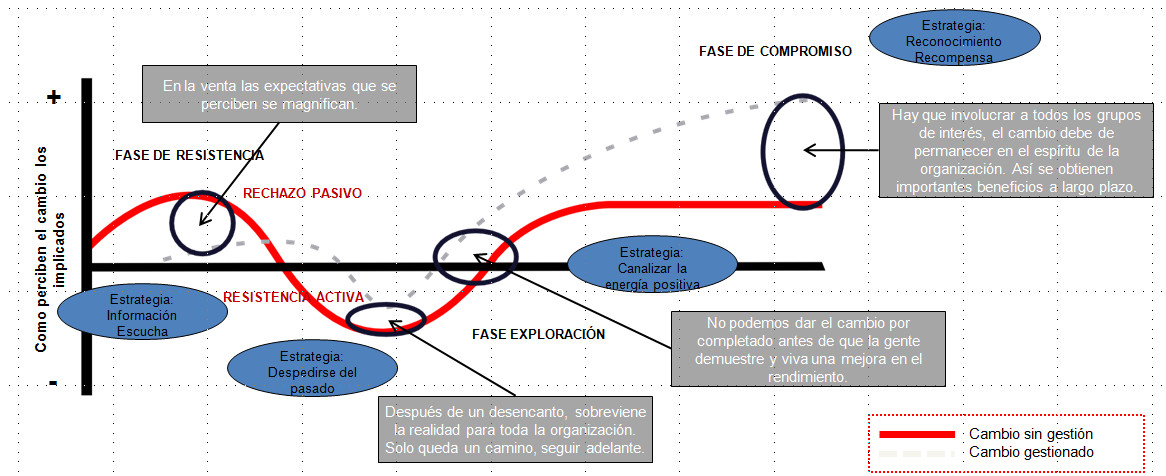 Estrategia:
Reconocimiento
Recompensa
FASE DE COMPROMISO
+
En la venta las expectativas que se
perciben se magnifican.
Hay que involucrar a todos los grupos
de interés, el cambio debe de
permanecer en el espíritu de la
organización. Así se obtienen
importantes beneficios a largo plazo.
FASE DE RESISTENCIA
RECHAZO PASIVO
Como perciben el cambio los
implicados
Estrategia:
Canalizar la
energía positiva
Estrategia:
Información
Escucha
RESISTENCIA ACTIVA
FASE EXPLORACIÓN
No podemos dar el cambio por
completado antes de que la gente
demuestre y viva una mejora en el
rendimiento.
Estrategia:
Despedirse del
pasado
-
Después de un desencanto, sobreviene
la realidad para toda la organización.
Solo queda un camino, seguir adelante.
Cambio sin gestión
Cambio gestionado